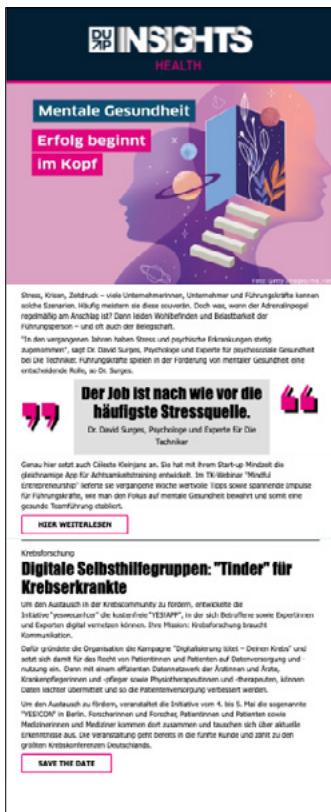 DUP
INSIGHTS
HEALTH
Mentale Gesundheit
Erfolg beginnt
im Kopf
Foto: Getty Images
Stress, Krisen, Zeitdruck – viele Unternehmerinnen, Unternehmer und Führungskräfte kennen
solche Szenarien. Häufig meistern sie diese souverän. Doch was, wenn der Adrenalinpegel
regelmäßig am Anschlag ist? Dann leiden Wohlbefinden und Belastbarkeit der
Führungsperson – und oft auch der Belegschaft.
"In den vergangenen Jahren haben Stress und psychische Erkrankungen stetig
zugenommen", sagt Dr. David Surges, Psychologe und Experte für psychosoziale Gesundheit
bei Die Techniker. Führungskräfte spielen in der Förderung von mentaler Gesundheit eine
entscheidende Rolle, so Dr. Surges.
Der Job ist nach wie vor die
häufigste Stressquelle.
Dr. David Surges, Psychologe und Experte für Die
Techniker
Genau hier setzt auch Céleste Kleinjans an. Sie hat mit ihrem Start-up Mindzeit die
gleichnamige App für Achtsamkeitstraining entwickelt. Im TK-Webinar "Mindful
Entrepreneurship" lieferte sie vergangene Woche wertvolle Tipps sowie spannende Impulse
für Führungskräfte, wie man den Fokus auf mentale Gesundheit bewahrt und somit eine
gesunde Teamführung etabliert.
HIER WEITERLESEN
Krebsforschung
Digitale Selbsthilfegruppen: "Tinder" für
Krebserkrankte
Um den Austausch in der Krebscommunity zu fördern, entwickelte die
Initiative "yeswecan!cer" die kostenfreie "YES!APP", in der sich Betroffene sowie Expertinnen
und Experten digital vernetzen können. Ihre Mission: Krebsforschung braucht
Kommunikation.
Dafür gründete die Organisation die Kampagne "Digitalisierung tötet – Deinen Krebs" und
setzt sich damit für das Recht von Patientinnen und Patienten auf Datenversorgung und -
nutzung ein. Denn mit einem effizienten Datennetzwerk der Ärztinnen und Ärzte,
Krankenpflegerinnen und -pfleger sowie Physiotherapeutinnen und -therapeuten, können
Daten leichter übermittelt und so die Patientenversorgung verbessert werden.
Um den Austausch zu fördern, veranstaltet die Initiative vom 4. bis 5. Mai die sogenannte
"YES!CON" in Berlin. Forscherinnen und Forscher, Patientinnen und Patienten sowie
Medizinerinnen und Mediziner kommen dort zusammen und tauschen sich über aktuelle
Erkenntnisse aus. Die Veranstaltung geht bereits in die fünfte Runde und zählt zu den
größten Krebskonferenzen Deutschlands.
SAVE THE DATE